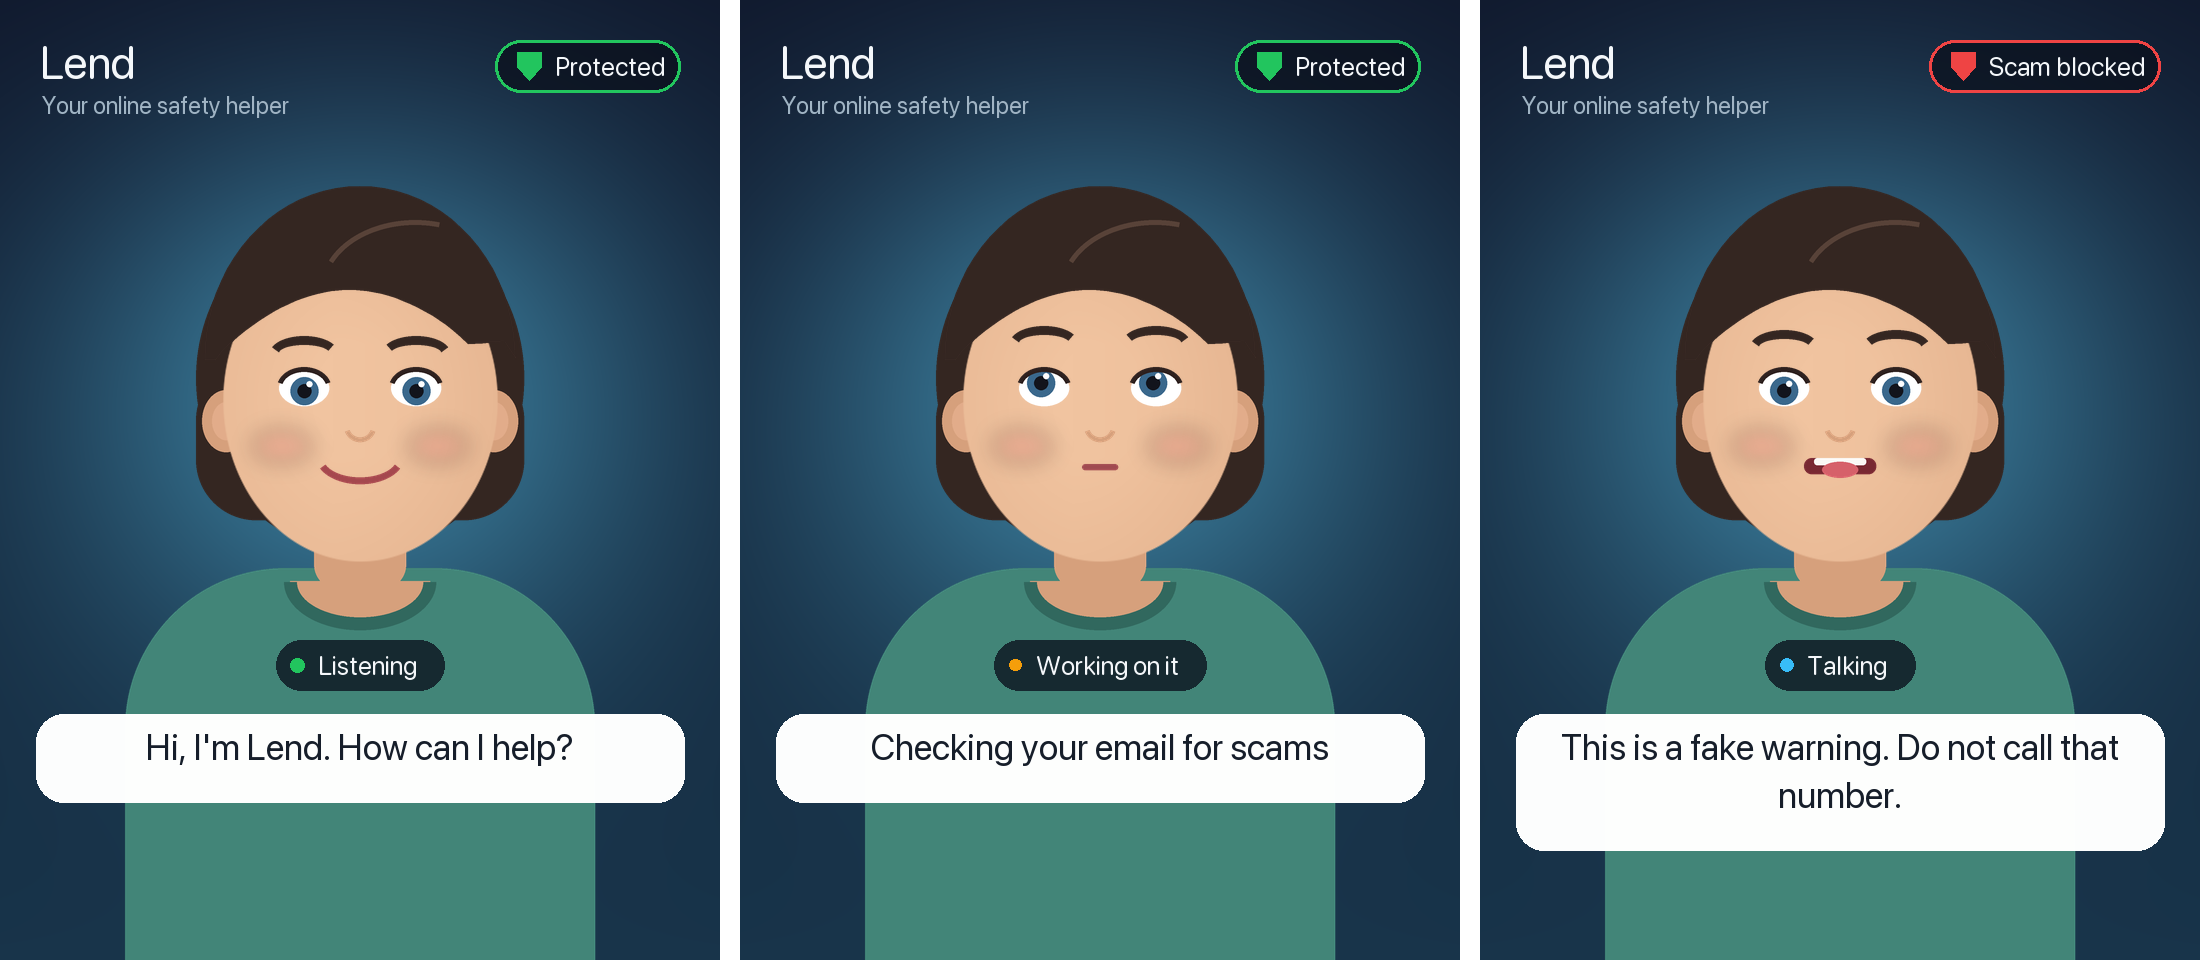 Lend
Your online safety helper
Protected
Listening
Hi, I'm Lend. How can I help?
Lend
Your online safety helper
Protected
Working on it
Checking your email for scams
Lend
Your online safety helper
Scam blocked
Talking
This is a fake warning. Do not call that
number.